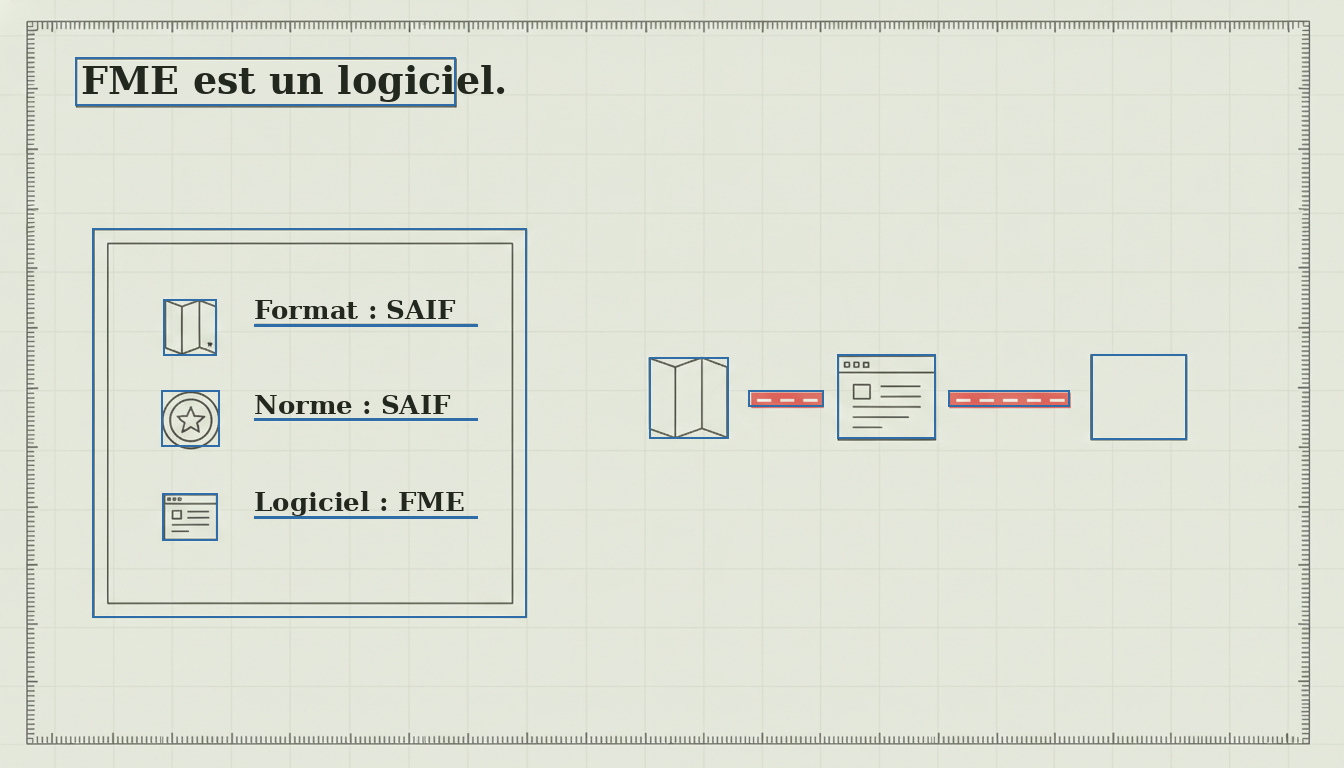 FME est un logiciel.
Format : SAIF
Norme : SAIF
Logiciel : FME